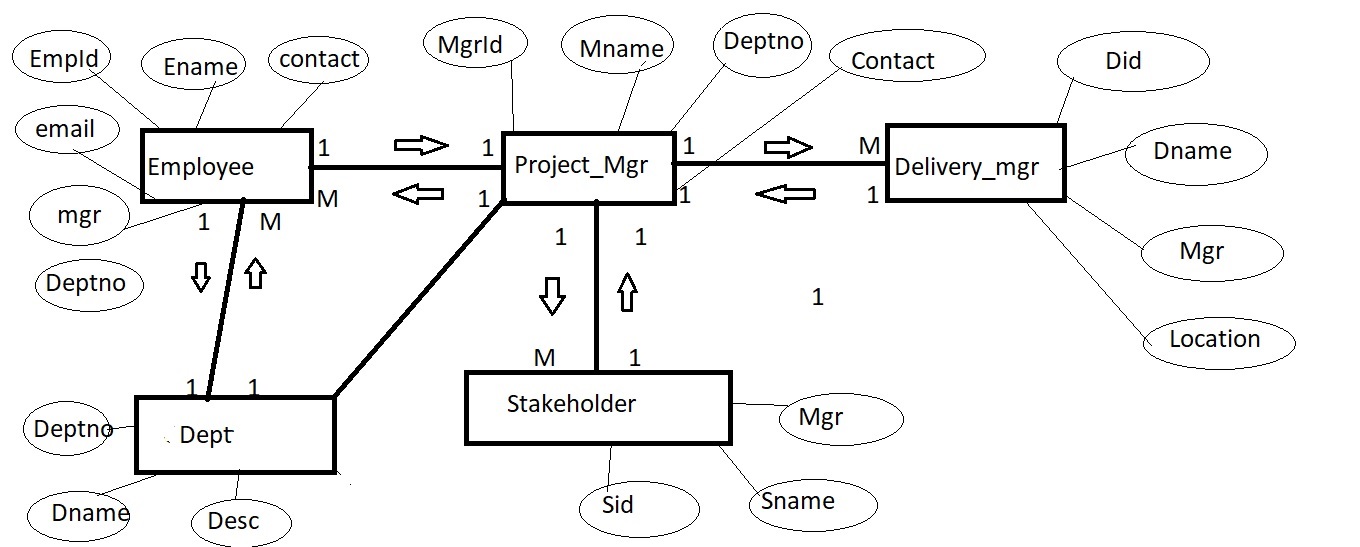 EmpId
Ename
contact
MgrId
Mname
Deptno
Contact
Did
email
Employee
1
1
Project_Mgr
1
M
Delivery_mgr
Dname
mgr
M
1
1
1
1
M
1
1
Mgr
Deptno
1
Location
M
1
1
1
Stakeholder
Mgr
Deptno
Dept
Dname
Desc
Sid
Sname